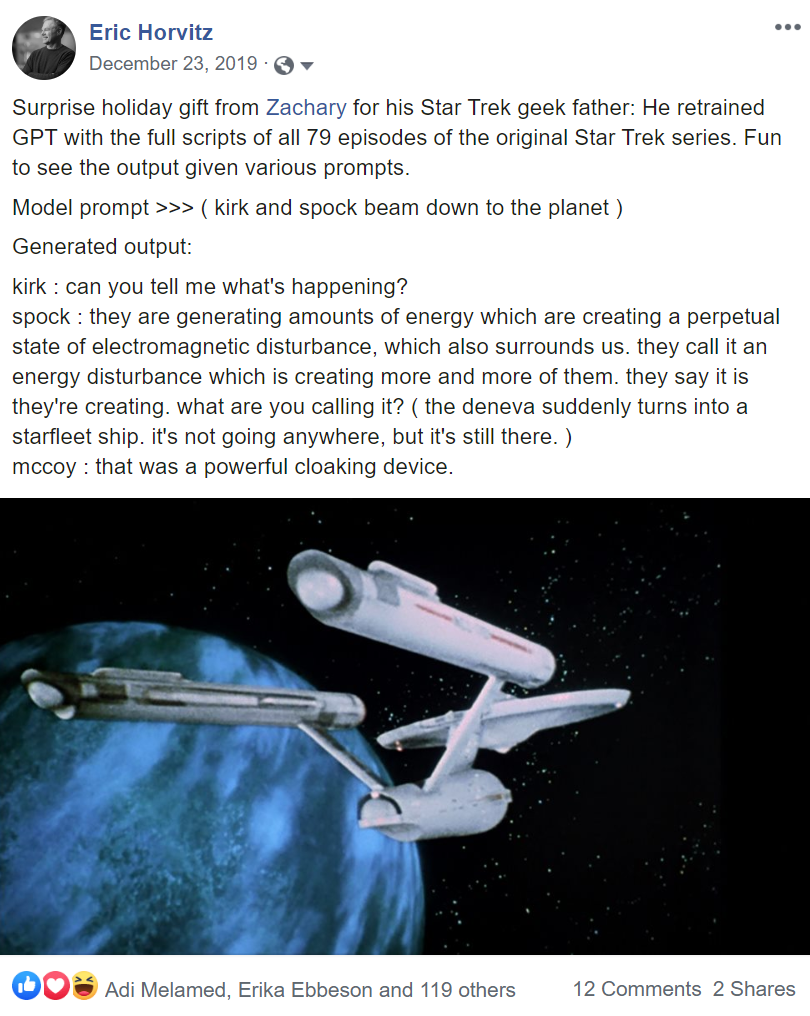 Eric Horvitz
December 23, 2019 ·
Surprise holiday gift from Zachary for his Star Trek geek father: He retrained
GPT with the full scripts of all 79 episodes of the original Star Trek series. Fun
to see the output given various prompts.
Model prompt >>> ( kirk and spock beam down to the planet )
Generated output:
kirk : can you tell me what's happening?
spock : they are generating amounts of energy which are creating a perpetual
state of electromagnetic disturbance, which also surrounds us. they call it an
energy disturbance which is creating more and more of them. they say it is
they're creating. what are you calling it? ( the deneva suddenly turns into a
starfleet ship. it's not going anywhere, but it's still there. )
mccoy : that was a powerful cloaking device.
Adi Melamed, Erika Ebbeson and 119 others 12 Comments 2 Shares